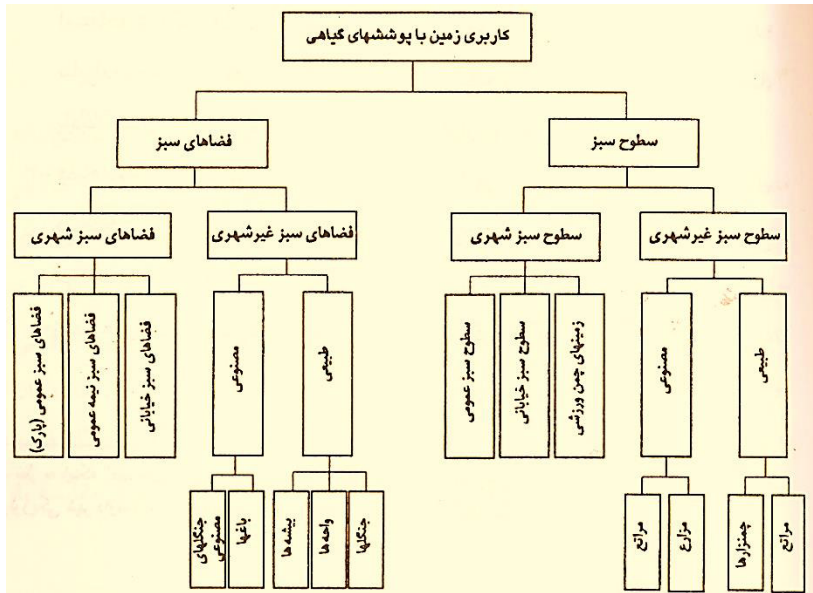 کاربری زمین با پوششهای گیاهی
سطوح سبز
فضاهای سبز
سطوح سبز غیرشهری
سطوح سبز شهری
فضاهای سبز غیرشهری
فضاهای سبز شهری
طبیعی
مصنوعی
زمینهای چمن ورزشی
سطوح سبز خیابانی
سطوح سبز عمومی
طبیعی
مصنوعی
فضاهای سبز خیابانی
فضاهای سبز نیمه عمومی
فضاهای سبز عمومی (پارک)
مراتع
چمنزارها
مزارع
مراتع
جنگلها
واحه ها
بیشه ها
باغها
جنگلهای
مصنوعی